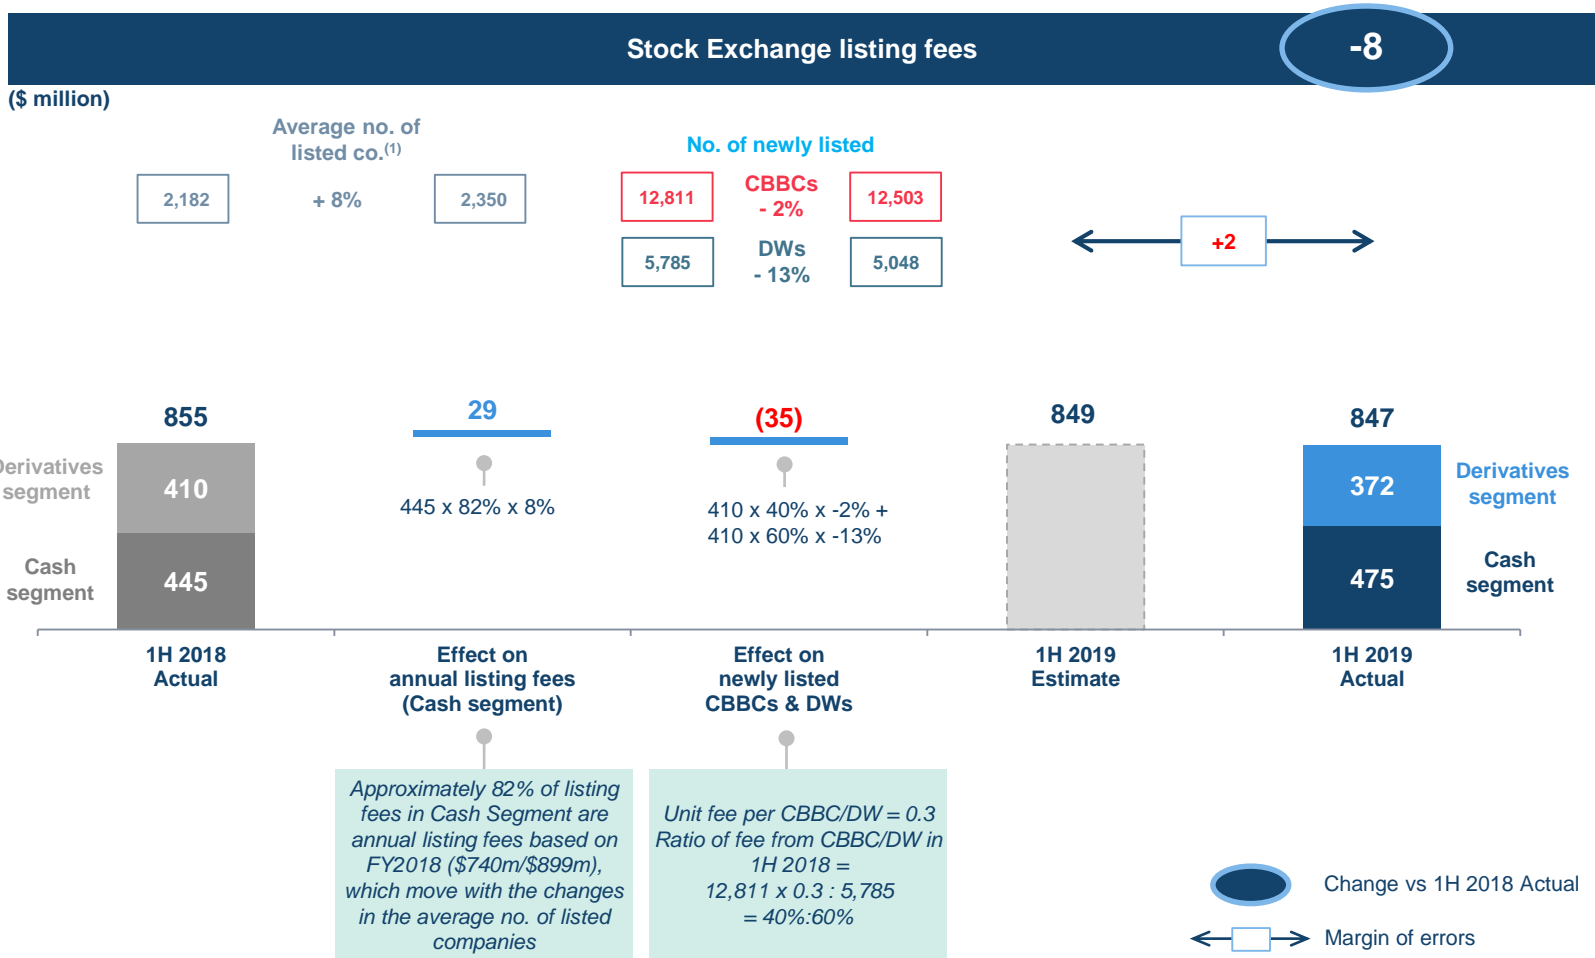 Stock Exchange listing fees
-8
($ million)
Average no. of
listed co.(1)
2,182
+ 8%
2,350
No. of newly listed
12,811
CBBCs
- 2%
12,503
5,785
DWs
- 13%
5,048
+2
855
29
(35)
849
847
Derivatives
segment
410
445 x 82% x 8%
410 x 40% x -2% +
410 x 60% x -13%
372
Derivatives
segment
Cash
segment
445
475
Cash
segment
1H 2018
Actual
Effect on
annual listing fees
(Cash segment)
Effect on
newly listed
CBBCs & DWs
1H 2019
Estimate
1H 2019
Actual
Approximately 82% of listing
fees in Cash Segment are
annual listing fees based on
FY2018 ($740m/$899m),
which move with the changes
in the average no. of listed
companies
Unit fee per CBBC/DW = 0.3
Ratio of fee from CBBC/DW in
1H 2018 =
12,811 x 0.3 : 5,785
= 40%:60%
Change vs 1H 2018 Actual
Margin of errors